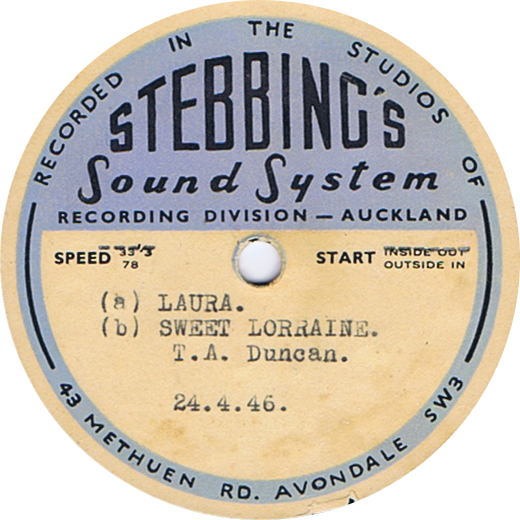 RECORDED IN THE STUDIOS OF
STEBBING'S
Sound System
RECORDING DIVISION — AUCKLAND
SPEED 33⅓ START INSIDE OUT
78 OUTSIDE IN
(a) LAURA.
(b) SWEET LORRAINE.
T.A. Duncan.
24.4.46.
43 METHUEN RD. AVONDALE SW3